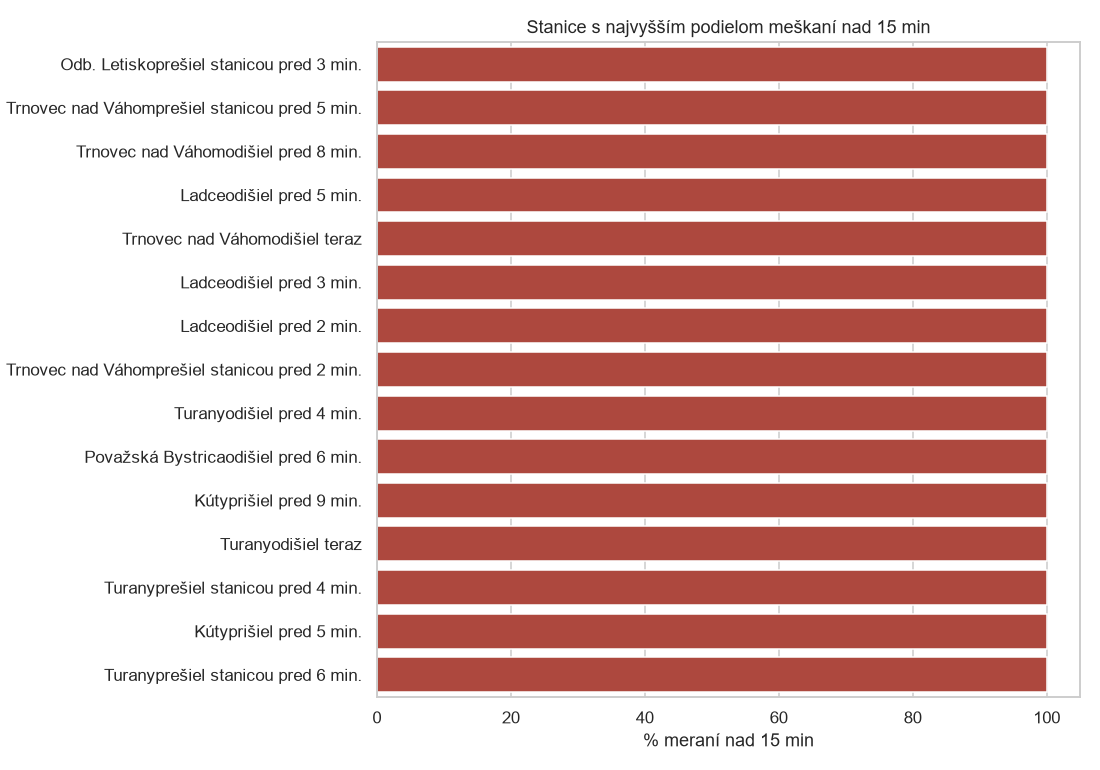 Stanice s najvyšším podielom meškaní nad 15 min
Odb. Letiskoprešiel stanicou pred 3 min.
Trnovec nad Váhomprešiel stanicou pred 5 min.
Trnovec nad Váhomodišiel pred 8 min.
Ladceodišiel pred 5 min.
Trnovec nad Váhomodišiel teraz
Ladceodišiel pred 3 min.
Ladceodišiel pred 2 min.
Trnovec nad Váhomprešiel stanicou pred 2 min.
Turanyodišiel pred 4 min.
Považská Bystricaodišiel pred 6 min.
Kútyprišiel pred 9 min.
Turanyodišiel teraz
Turanyprešiel stanicou pred 4 min.
Kútyprišiel pred 5 min.
Turanyprešiel stanicou pred 6 min.
0 20 40 60 80 100
% meraní nad 15 min